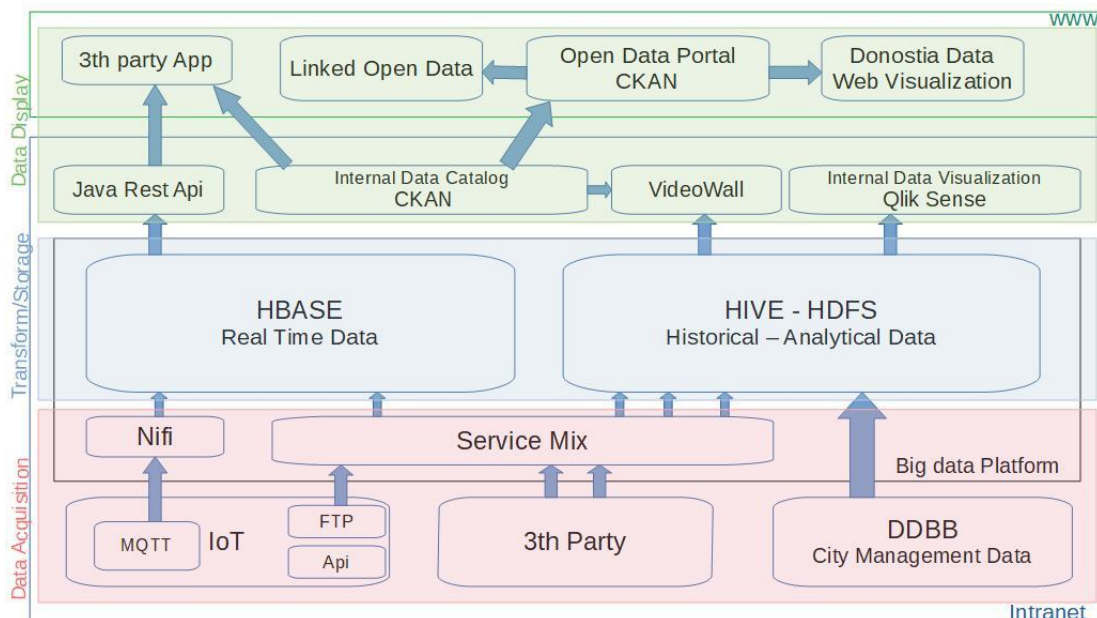 www
3th party App
Linked Open Data
Open Data Portal
CKAN
Donostia Data
Web Visualization
Data Display
Java Rest Api
Internal Data Catalog
CKAN
VideoWall
Internal Data Visualization
Qlik Sense
Transform/Storage
HBASE
Real Time Data
HIVE - HDFS
Historical – Analytical Data
Data Acquisition
Nifi
Service Mix
Big data Platform
MQTT
IoT
FTP
Api
3th Party
DDBB
City Management Data
Intranet